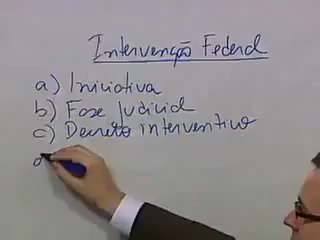 Intervenção Federal
a) Iniciativa
b) Fase Judicial
c) Decreto interventivo
d